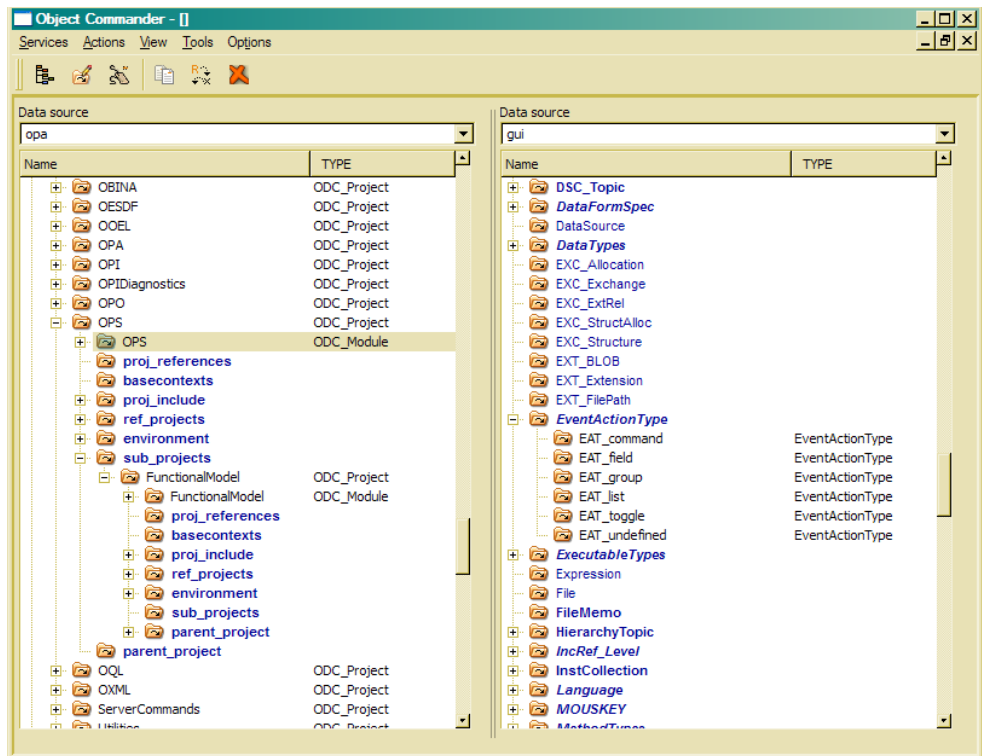 Object Commander - []
Services Actions View Tools Options
Data source
opa
Name TYPE
OBINA ODC_Project
OESDF ODC_Project
OOEL ODC_Project
OPA ODC_Project
OPI ODC_Project
OPIDiagnostics ODC_Project
OPO ODC_Project
OPS ODC_Project
OPS ODC_Module
proj_references
basecontexts
proj_include
ref_projects
environment
sub_projects
FunctionalModel ODC_Project
FunctionalModel ODC_Module
proj_references
basecontexts
proj_include
ref_projects
environment
sub_projects
parent_project
parent_project
OQL ODC_Project
OXML ODC_Project
ServerCommands ODC_Project
Utilities ODC_Project
Data source
gui
Name TYPE
DSC_Topic
DataFormSpec
DataSource
DataTypes
EXC_Allocation
EXC_Exchange
EXC_ExtRel
EXC_StructAlloc
EXC_Structure
EXT_BLOB
EXT_Extension
EXT_FilePath
EventActionType
EAT_command EventActionType
EAT_field EventActionType
EAT_group EventActionType
EAT_list EventActionType
EAT_toggle EventActionType
EAT_undefined EventActionType
ExecutableTypes
Expression
File
FileMemo
HierarchyTopic
IncRef_Level
InstCollection
Language
MOUSKEY
MethodTypes